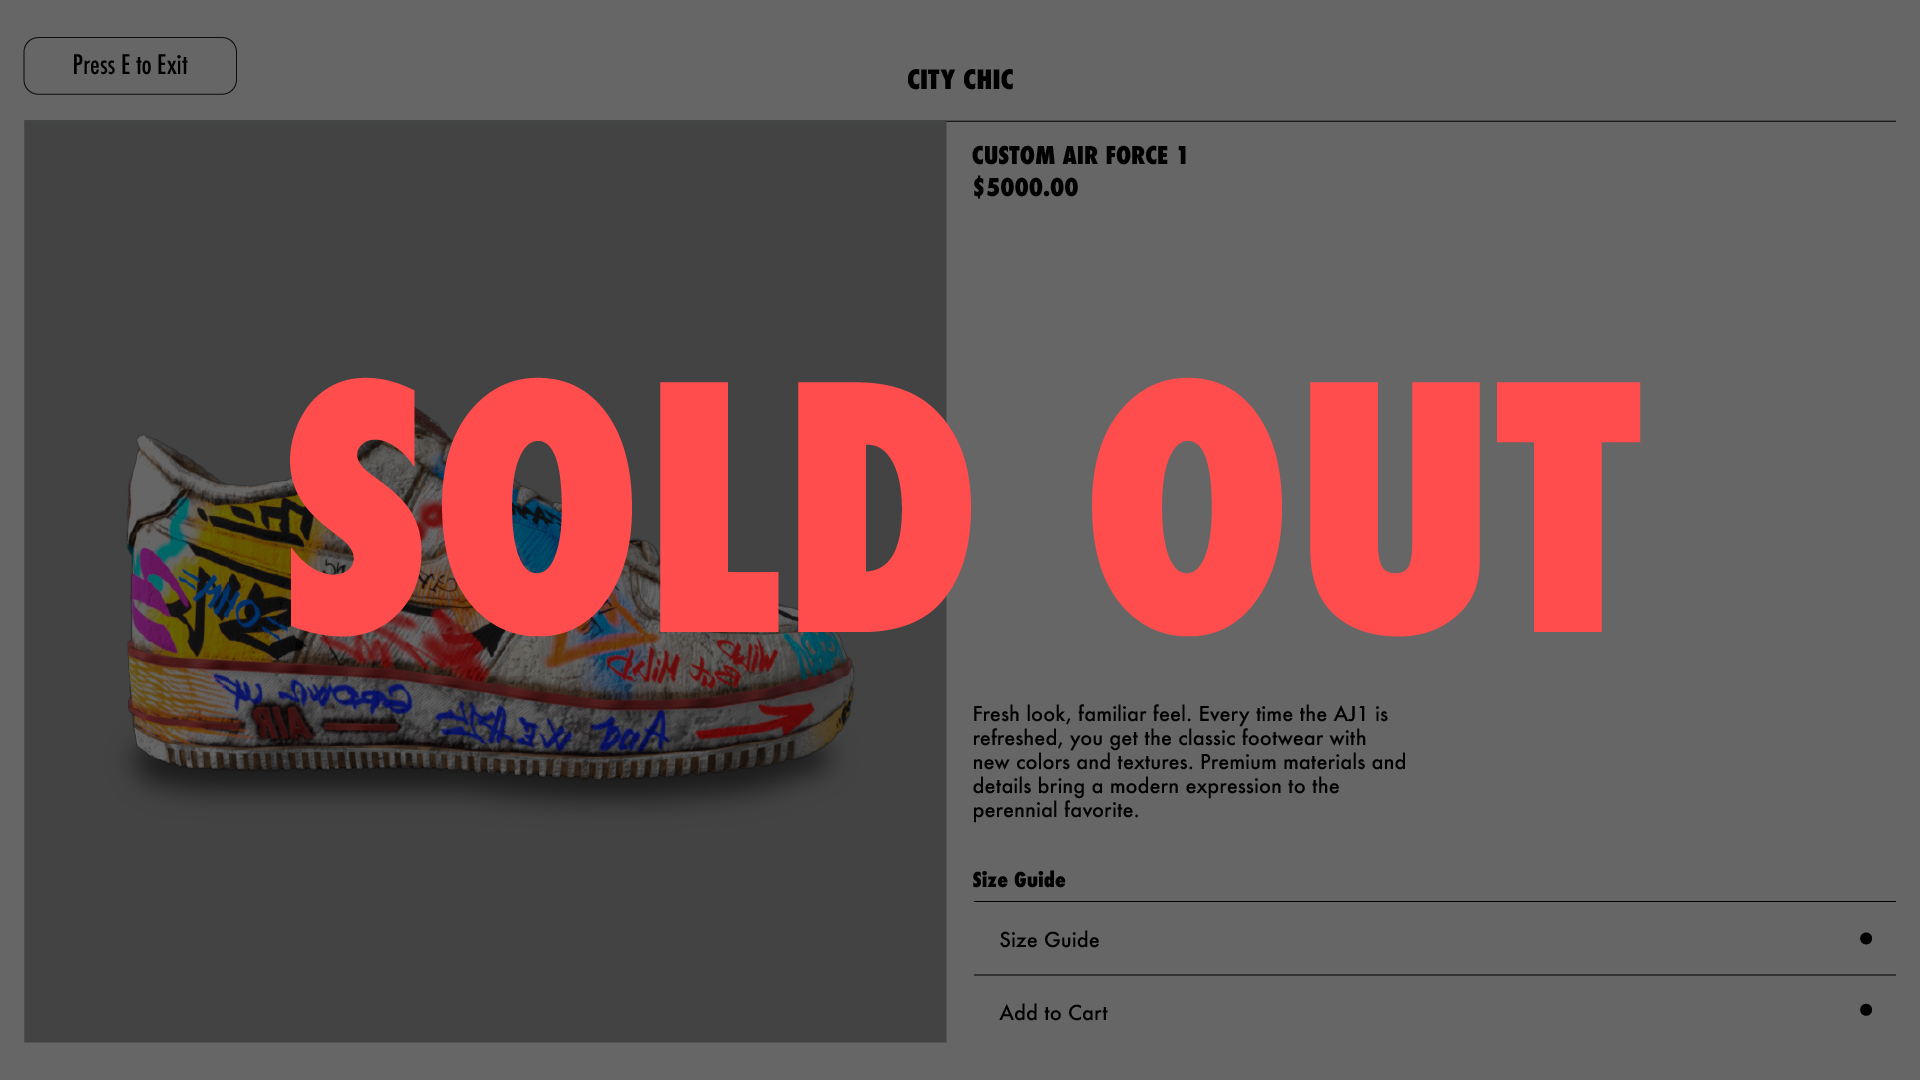 Press E to Exit
CITY CHIC
CUSTOM AIR FORCE 1
$5000.00
SOLD OUT
AIR
Fresh look, familiar feel. Every time the AJ1 is
refreshed, you get the classic footwear with
new colors and textures. Premium materials and
details bring a modern expression to the
perennial favorite.
Size Guide
Size Guide
Add to Cart